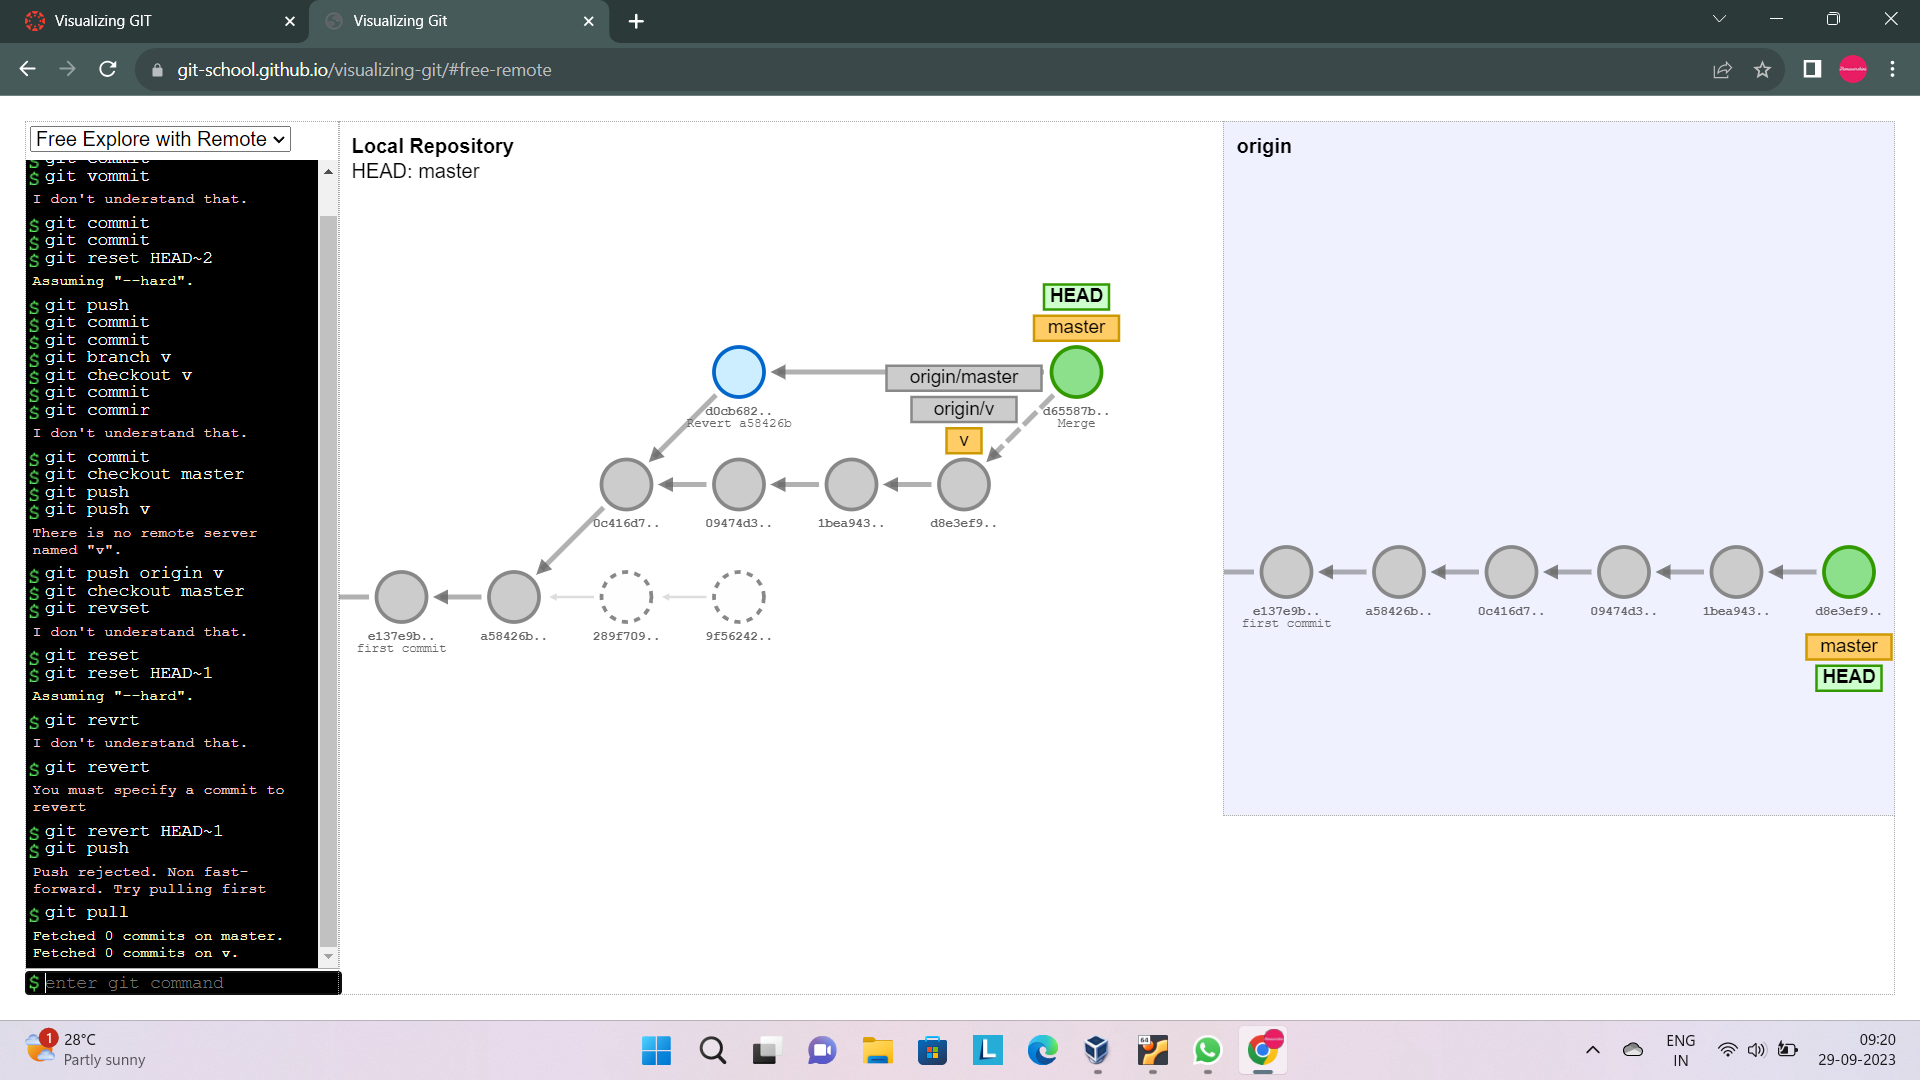 Visualizing GIT
Visualizing Git
git-school.github.io/visualizing-git/#free-remote
Free Explore with Remote
$ git commit
$ git vommit
I don't understand that.
$ git commit
$ git commit
$ git reset HEAD~2
Assuming "--hard".
$ git push
$ git commit
$ git commit
$ git branch v
$ git checkout v
$ git commit
$ git commir
I don't understand that.
$ git commit
$ git checkout master
$ git push
$ git push v
There is no remote server
named "v".
$ git push origin v
$ git checkout master
$ git revset
I don't understand that.
$ git reset
$ git reset HEAD~1
Assuming "--hard".
$ git revrt
I don't understand that.
$ git revert
You must specify a commit to
revert
$ git revert HEAD~1
$ git push
Push rejected. Non fast-
forward. Try pulling first
$ git pull
Fetched 0 commits on master.
Fetched 0 commits on v.
$ enter git command
Local Repository
HEAD: master
HEAD
master
origin/master
origin/v
v
d0cb682..
Revert a58426b
d65587b..
Merge
0c416d7..
09474d3..
1bea943..
d8e3ef9..
e137e9b..
first commit
a58426b..
289f709..
9f56242..
origin
e137e9b..
first commit
a58426b..
0c416d7..
09474d3..
1bea943..
d8e3ef9..
master
HEAD
1
28°C
Partly sunny
L
64
ENG
IN
09:20
29-09-2023